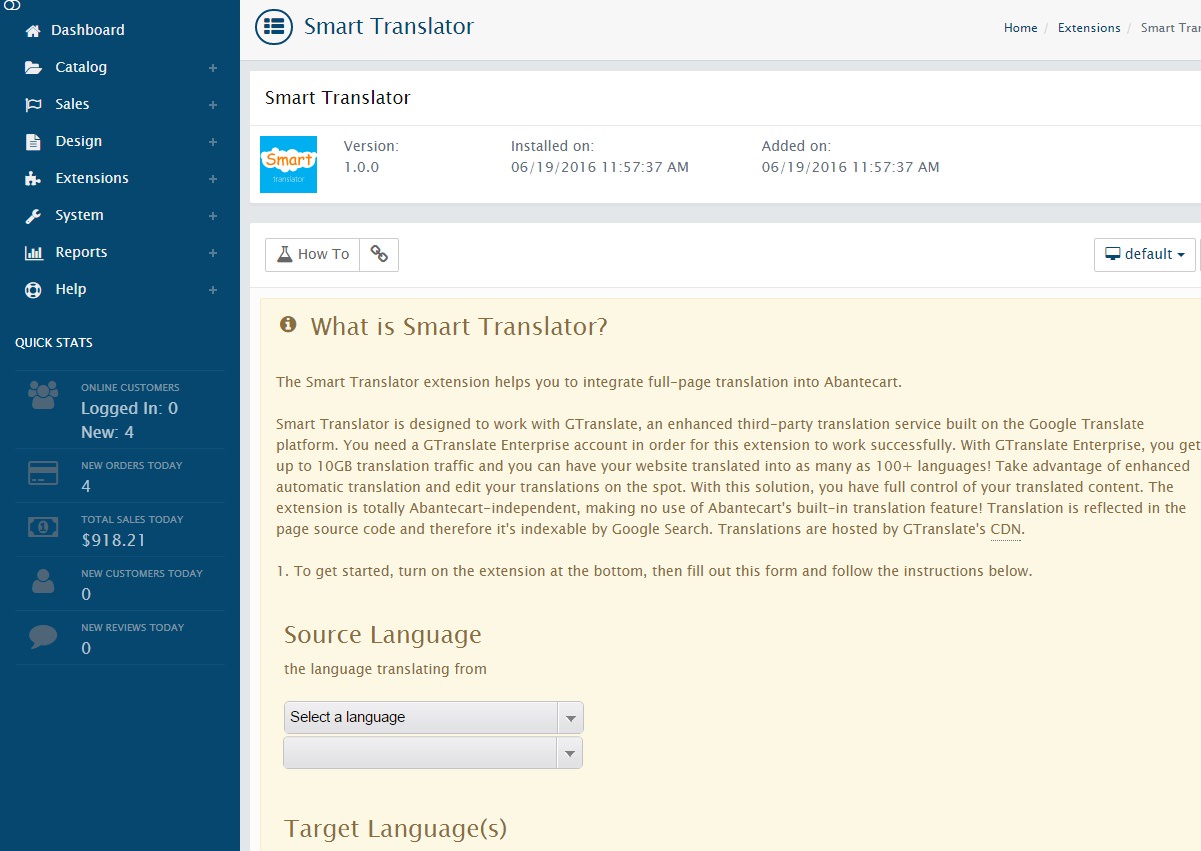 Dashboard
Catalog
Sales
Design
Extensions
System
Reports
Help
QUICK STATS
ONLINE CUSTOMERS
Logged In: 0
New: 4
NEW ORDERS TODAY
4
TOTAL SALES TODAY
$918.21
NEW CUSTOMERS TODAY
0
NEW REVIEWS TODAY
0
Smart Translator
Home / Extensions / Smart Tran
Smart Translator
Smart
translator
Version:
1.0.0
Installed on:
06/19/2016 11:57:37 AM
Added on:
06/19/2016 11:57:37 AM
How To
default
What is Smart Translator?
The Smart Translator extension helps you to integrate full-page translation into Abantecart.
Smart Translator is designed to work with GTranslate, an enhanced third-party translation service built on the Google Translate
platform. You need a GTranslate Enterprise account in order for this extension to work successfully. With GTranslate Enterprise, you get
up to 10GB translation traffic and you can have your website translated into as many as 100+ languages! Take advantage of enhanced
automatic translation and edit your translations on the spot. With this solution, you have full control of your translated content. The
extension is totally Abantecart-independent, making no use of Abantecart's built-in translation feature! Translation is reflected in the
page source code and therefore it's indexable by Google Search. Translations are hosted by GTranslate's CDN.
1. To get started, turn on the extension at the bottom, then fill out this form and follow the instructions below.
Source Language
the language translating from
Select a language
Target Language(s)